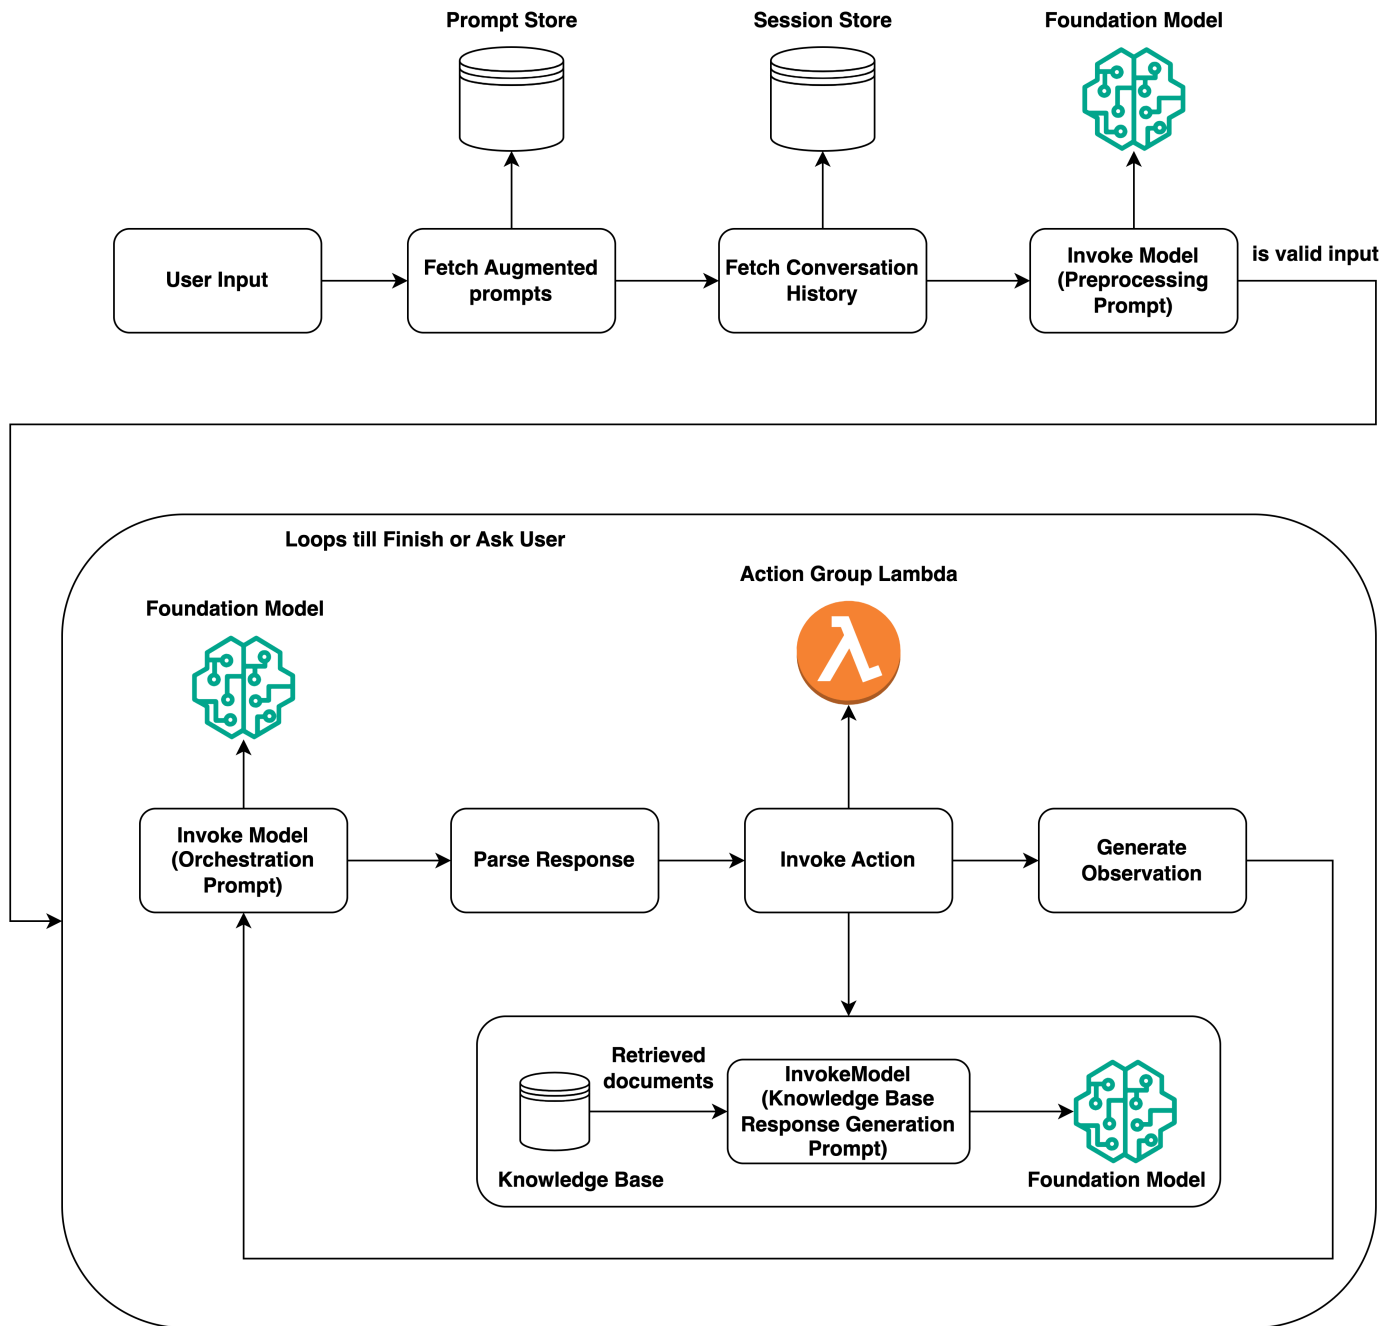 Prompt Store
Session Store
Foundation Model
User Input
Fetch Augmented
prompts
Fetch Conversation
History
Invoke Model
(Preprocessing
Prompt)
is valid input
Loops till Finish or Ask User
Foundation Model
Action Group Lambda
Invoke Model
(Orchestration
Prompt)
Parse Response
Invoke Action
Generate
Observation
Retrieved
documents
InvokeModel
(Knowledge Base
Response Generation
Prompt)
Knowledge Base
Foundation Model